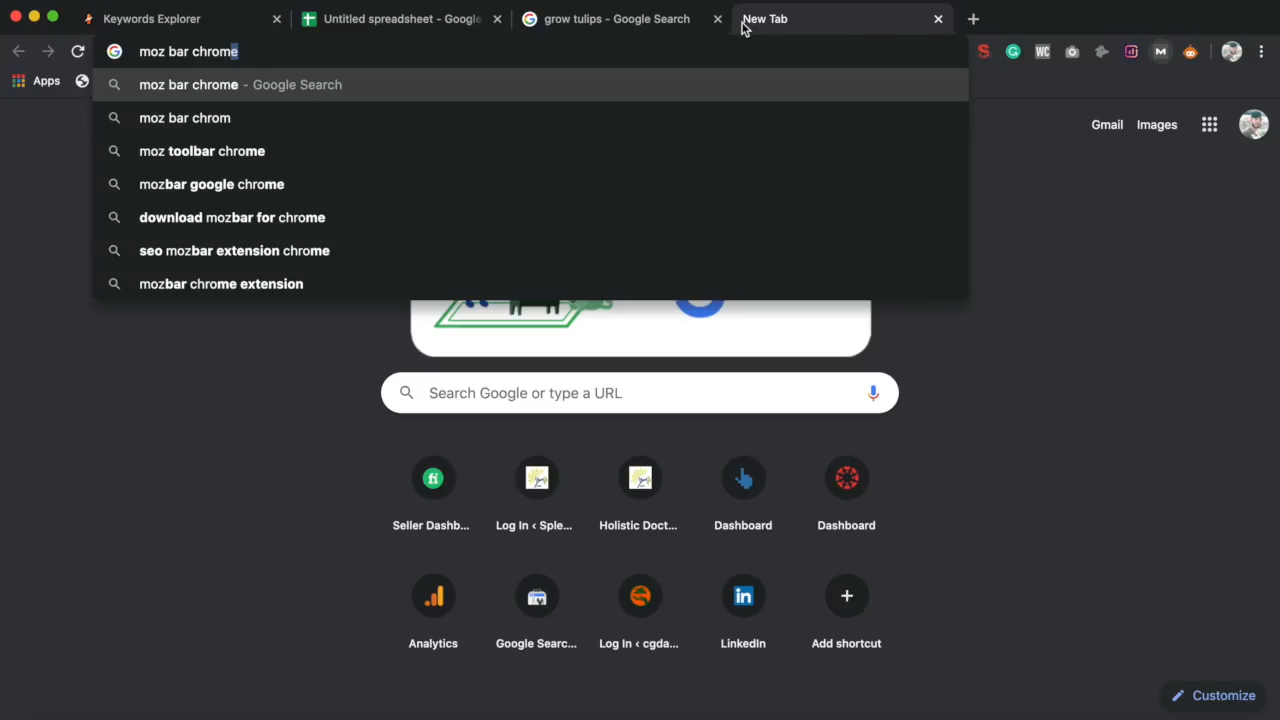 Keywords Explorer
Untitled spreadsheet - Google
grow tulips - Google Search
New Tab
moz bar chrome
Apps
moz bar chrome - Google Search
moz bar chrom
moz toolbar chrome
mozbar google chrome
download mozbar for chrome
seo mozbar extension chrome
mozbar chrome extension
WC
M
Gmail
Images
Search Google or type a URL
fi
Seller Dashb...
Log In ‹ Sple...
Holistic Doct...
Dashboard
Dashboard
in
Analytics
Google Searc...
Log In ‹ cgda...
LinkedIn
Add shortcut
Customize